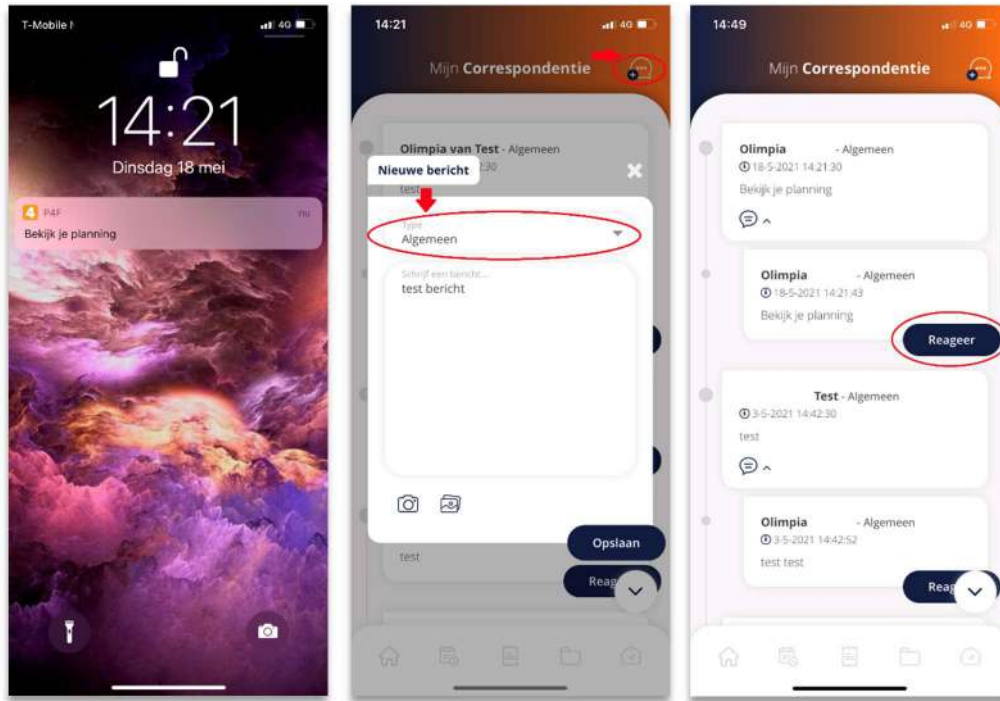 T-Mobile
4G
14:21
Dinsdag 18 mei
P4F
nu
Bekijk je planning
14:21
4G
Mijn Correspondentie
Olimpia van Test - Algemeen
2:30
Nieuwe bericht
test
Type
Algemeen
Schrijf een bericht...
test bericht
Opslaan
test
Reag
14:49
4G
Mijn Correspondentie
Olimpia - Algemeen
18-5-2021 14:21:30
Bekijk je planning
Olimpia - Algemeen
18-5-2021 14:21:43
Bekijk je planning
Reageer
Test - Algemeen
3-5-2021 14:42:30
test
Olimpia - Algemeen
3-5-2021 14:42:52
test test
Reag